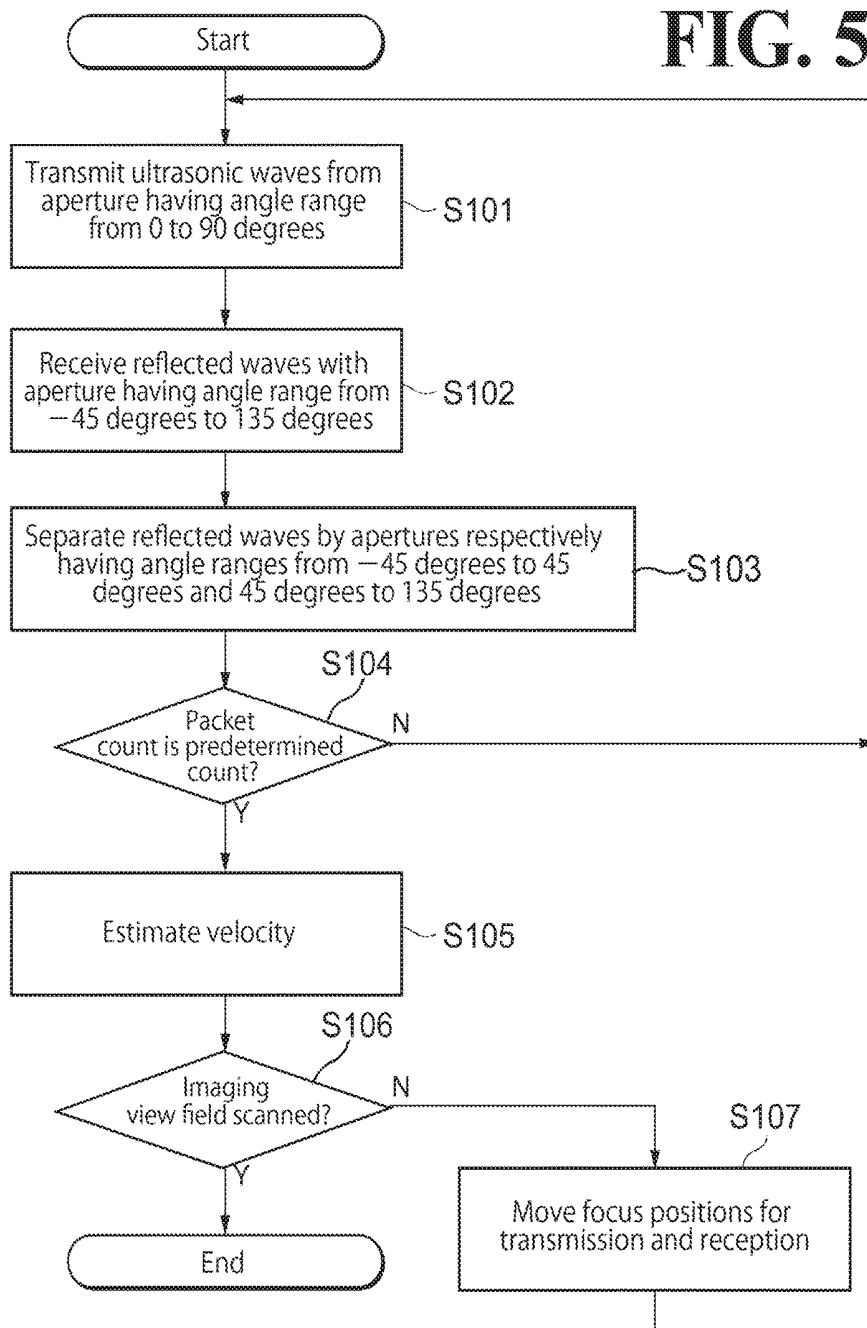 FIG. 5
Start
Transmit ultrasonic waves from
aperture having angle range
from 0 to 90 degrees
S101
Receive reflected waves with
aperture having angle range from
−45 degrees to 135 degrees
S102
Separate reflected waves by apertures respectively
having angle ranges from −45 degrees to 45
degrees and 45 degrees to 135 degrees
S103
S104
Packet
count is predetermined
count?
N
Y
Estimate velocity
S105
S106
Imaging
view field scanned?
N
Y
S107
Move focus positions for
transmission and reception
End